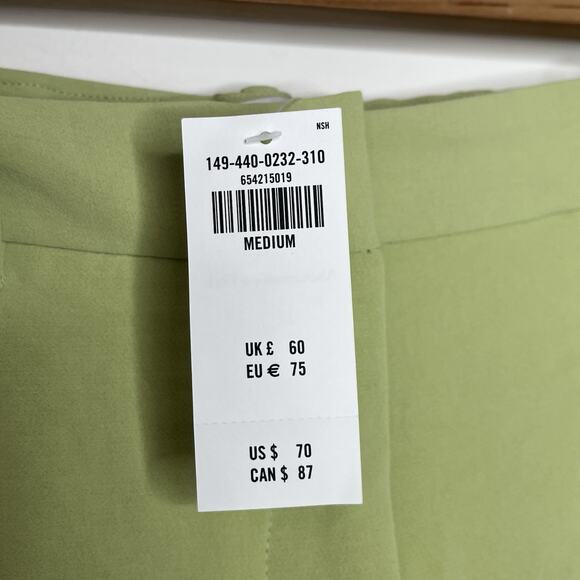 NSH
149-440-0232-310
654215019
MEDIUM
UK £ 60
EU € 75
US $ 70
CAN $ 87